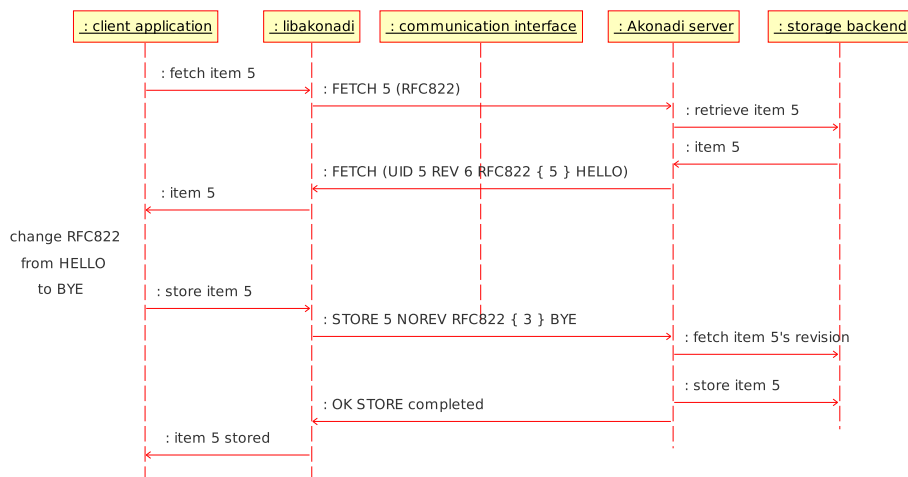 : client application
: libakonadi
: communication interface
: Akonadi server
: storage backend
: fetch item 5
: FETCH 5 (RFC822)
: retrieve item 5
: item 5
: FETCH (UID 5 REV 6 RFC822 { 5 } HELLO)
: item 5
change RFC822
from HELLO
to BYE
: store item 5
: STORE 5 NOREV RFC822 { 3 } BYE
: fetch item 5's revision
: store item 5
: OK STORE completed
: item 5 stored